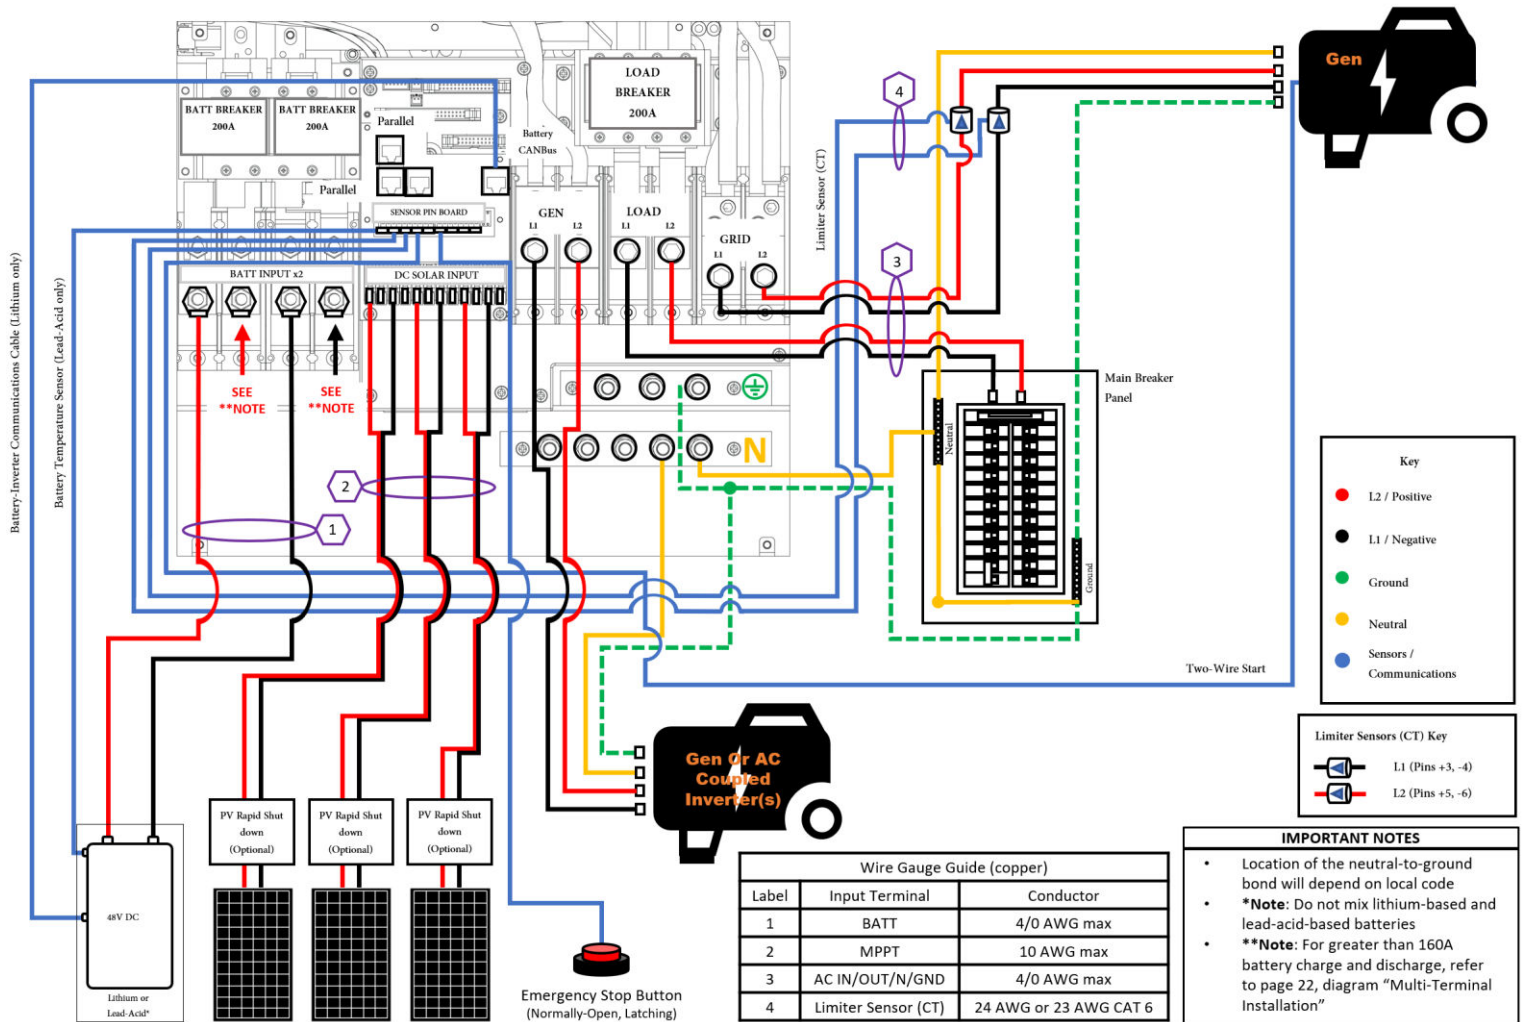 Battery-Inverter Communications Cable (Lithium only)
Battery Temperature Sensor (Lead-Acid only)
BATT BREAKER
200A
BATT BREAKER
200A
Parallel
Parallel
Battery
CANBus
SENSOR PIN BOARD
LOAD
BREAKER
200A
GEN
L1 L2
LOAD
L1 L2
GRID
L1 L2
BATT INPUT x2
DC SOLAR INPUT
SEE
**NOTE
SEE
**NOTE
N
1
2
3
4
Limiter Sensor (CT)
Gen
Main Breaker
Panel
Neutral
Ground
Two-Wire Start
Key
L2 / Positive
L1 / Negative
Ground
Neutral
Sensors /
Communications
Limiter Sensors (CT) Key
L1 (Pins +3, -4)
L2 (Pins +5, -6)
Gen Or AC
Coupled
Inverter(s)
PV Rapid Shut
down
(Optional)
PV Rapid Shut
down
(Optional)
PV Rapid Shut
down
(Optional)
48V DC
Lithium or
Lead-Acid*
Emergency Stop Button
(Normally-Open, Latching)
Wire Gauge Guide (copper)
Label Input Terminal Conductor
1 BATT 4/0 AWG max
2 MPPT 10 AWG max
3 AC IN/OUT/N/GND 4/0 AWG max
4 Limiter Sensor (CT) 24 AWG or 23 AWG CAT 6
IMPORTANT NOTES
• Location of the neutral-to-ground
bond will depend on local code
• *Note: Do not mix lithium-based and
lead-acid-based batteries
• **Note: For greater than 160A
battery charge and discharge, refer
to page 22, diagram “Multi-Terminal
Installation”